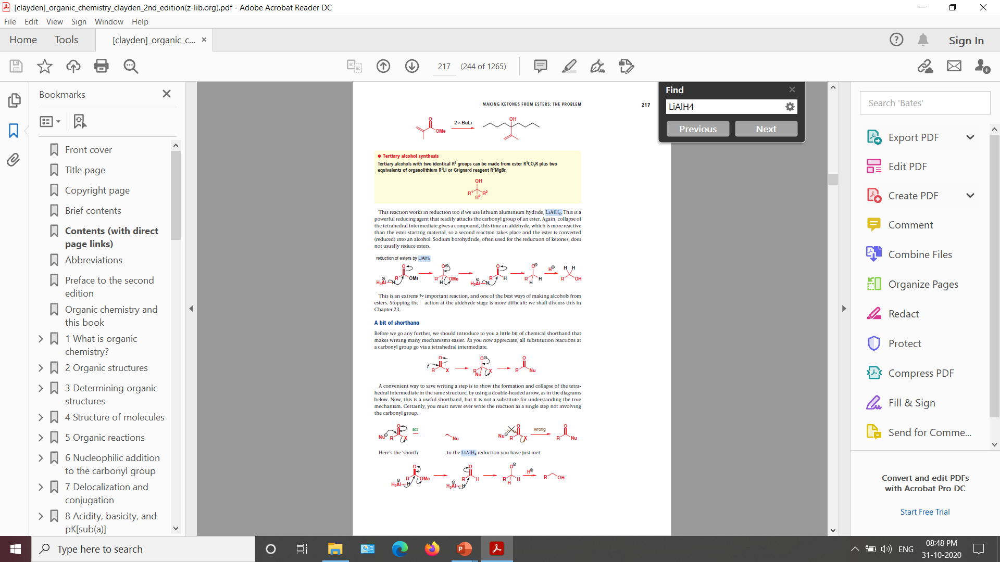 [clayden]_organic_chemistry_clayden_2nd_edition(z-lib.org).pdf - Adobe Acrobat Reader DC
File Edit View Sign Window Help
Home Tools [clayden]_organic_c... ×
Sign In
217 (244 of 1265)
Bookmarks
Front cover
Title page
Copyright page
Brief contents
Contents (with direct
page links)
Abbreviations
Preface to the second
edition
Organic chemistry and
this book
1 What is organic
chemistry?
2 Organic structures
3 Determining organic
structures
4 Structure of molecules
5 Organic reactions
6 Nucleophilic addition
to the carbonyl group
7 Delocalization and
conjugation
8 Acidity, basicity, and
pK[sub(a)]
MAKING KETONES FROM ESTERS: THE PROBLEM 217
O
OMe
2 × BuLi
OH
● Tertiary alcohol synthesis
Tertiary alcohols with two identical R² groups can be made from ester R¹CO₂R plus two
equivalents of organolithium R²Li or Grignard reagent R²MgBr.
OH
R¹ R²
R²
This reaction works in reduction too if we use lithium aluminium hydride, LiAlH₄. This is a
powerful reducing agent that readily attacks the carbonyl group of an ester. Again, collapse of
the tetrahedral intermediate gives a compound, this time an aldehyde, which is more reactive
than the ester starting material, so a second reaction takes place and the ester is converted
(reduced) into an alcohol. Sodium borohydride, often used for the reduction of ketones, does
not usually reduce esters.
reduction of esters by LiAlH₄
O O⊖ O O⊖ H⊕ H H
R OMe R OMe R H R H R OH
H₃Al—H H H₃Al—H H
This is an extremely important reaction, and one of the best ways of making alcohols from
esters. Stopping the action at the aldehyde stage is more difficult: we shall discuss this in
Chapter 23.
A bit of shorthand
Before we go any further, we should introduce to you a little bit of chemical shorthand that
makes writing many mechanisms easier. As you now appreciate, all substitution reactions at
a carbonyl group go via a tetrahedral intermediate.
O O⊖ O
R X R X R Nu
Nu
A convenient way to save writing a step is to show the formation and collapse of the tetra-
hedral intermediate in the same structure, by using a double-headed arrow, as in the diagrams
below. Now, this is a useful shorthand, but it is not a substitute for understanding the true
mechanism. Certainly, you must never ever write the reaction as a single step not involving
the carbonyl group.
O acc O wrong O
Nu⊖ R X Nu Nu⊖ R X R Nu
Here's the 'shorth . in the LiAlH₄ reduction you have just met.
O O O⊖ H⊕
R OMe R H R H R OH
H₃Al—H H₃Al—H H
Find
LiAlH4
Previous Next
Search 'Bates'
Export PDF
Edit PDF
Create PDF
Comment
Combine Files
Organize Pages
Redact
Protect
Compress PDF
Fill & Sign
Send for Comme...
Convert and edit PDFs
with Acrobat Pro DC
Start Free Trial
Type here to search
ENG
08:48 PM
31-10-2020